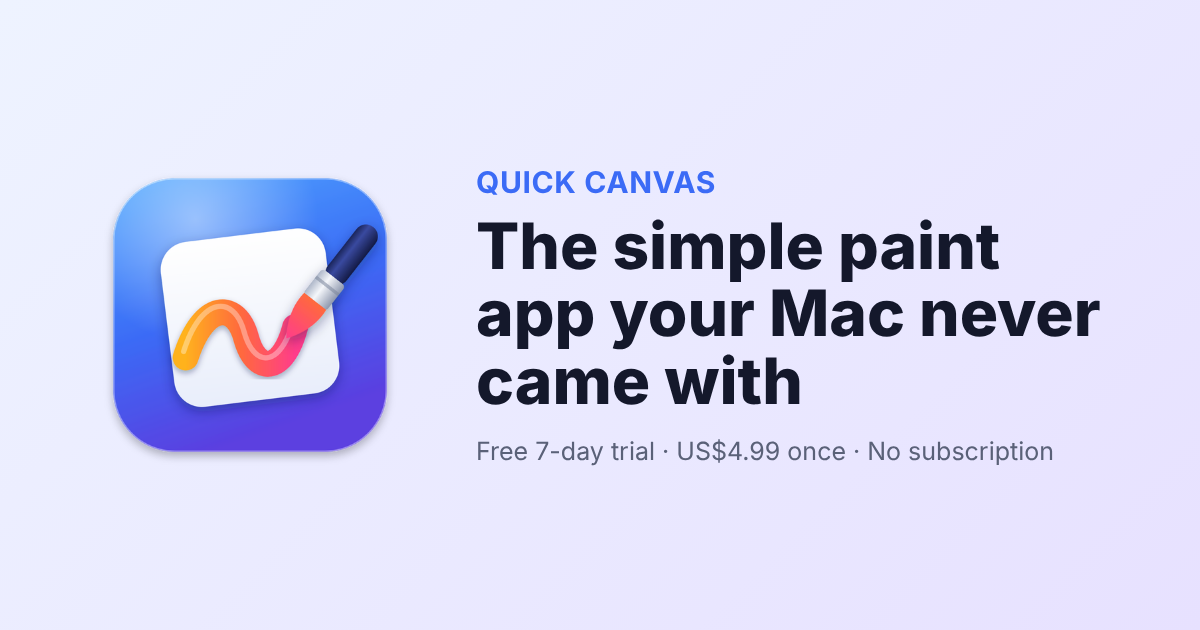 QUICK CANVAS
The simple paint
app your Mac never
came with
Free 7-day trial · US$4.99 once · No subscription